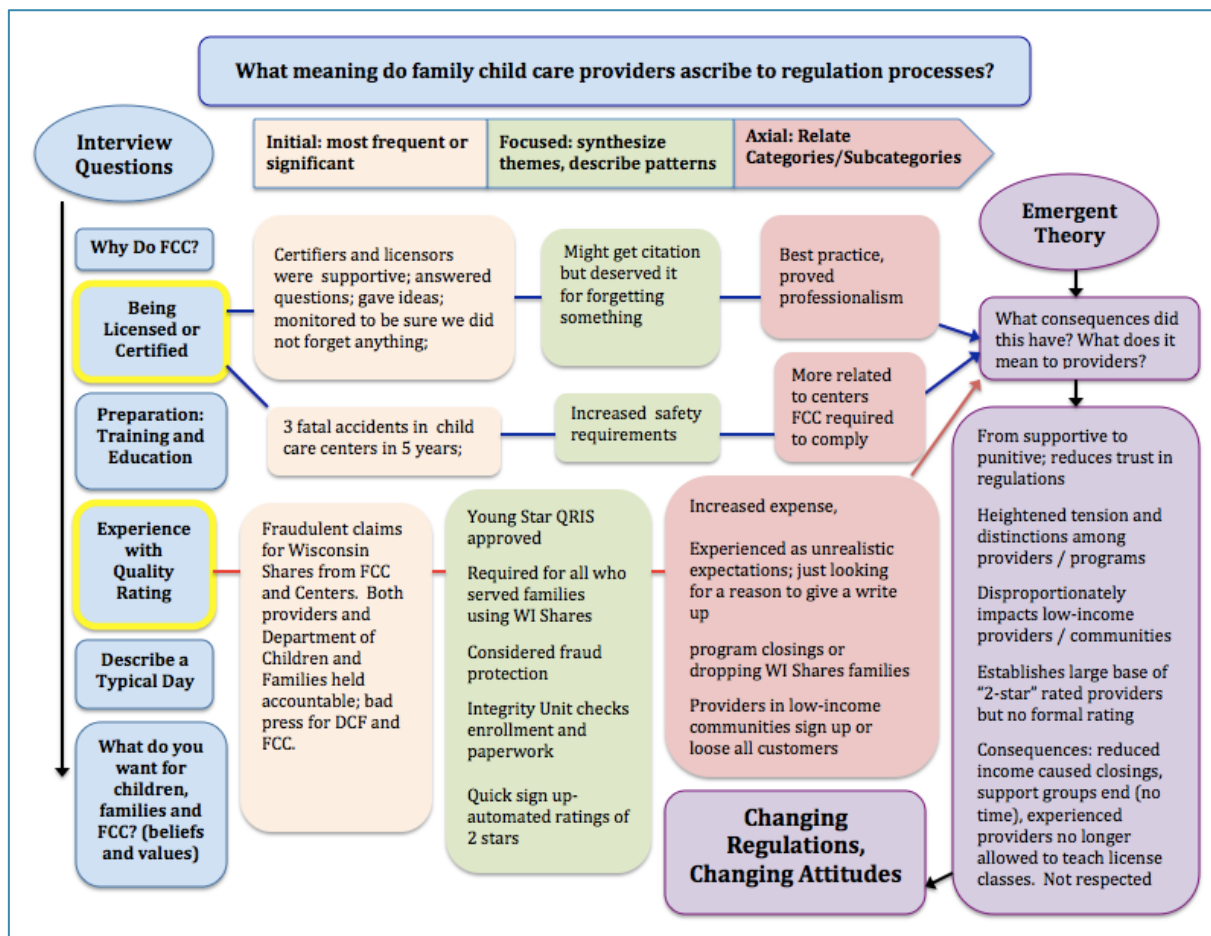 What meaning do family child care providers ascribe to regulation processes?
Interview
Questions
Initial: most frequent or
significant
Focused: synthesize
themes, describe patterns
Axial: Relate
Categories/Subcategories
Emergent
Theory
Why Do FCC?
Being
Licensed or
Certified
Preparation:
Training and
Education
Experience
with
Quality
Rating
Describe a
Typical Day
What do you
want for
children,
families and
FCC? (beliefs
and values)
Certifiers and licensors
were supportive; answered
questions; gave ideas;
monitored to be sure we did
not forget anything;
Might get citation
but deserved it
for forgetting
something
Best practice,
proved
professionalism
3 fatal accidents in child
care centers in 5 years;
Increased safety
requirements
More related
to centers
FCC required
to comply
Fraudulent claims
for Wisconsin
Shares from FCC
and Centers. Both
providers and
Department of
Children and
Families held
accountable; bad
press for DCF and
FCC.
Young Star QRIS
approved
Required for all who
served families
using WI Shares
Considered fraud
protection
Integrity Unit checks
enrollment and
paperwork
Quick sign up-
automated ratings of
2 stars
Increased expense,
Experienced as unrealistic
expectations; just looking
for a reason to give a write
up
program closings or
dropping WI Shares families
Providers in low-income
communities sign up or
loose all customers
What consequences did
this have? What does it
mean to providers?
From supportive to
punitive; reduces trust in
regulations
Heightened tension and
distinctions among
providers / programs
Disproportionately
impacts low-income
providers / communities
Establishes large base of
"2-star" rated providers
but no formal rating
Consequences: reduced
income caused closings,
support groups end (no
time), experienced
providers no longer
allowed to teach license
classes. Not respected
Changing
Regulations,
Changing Attitudes